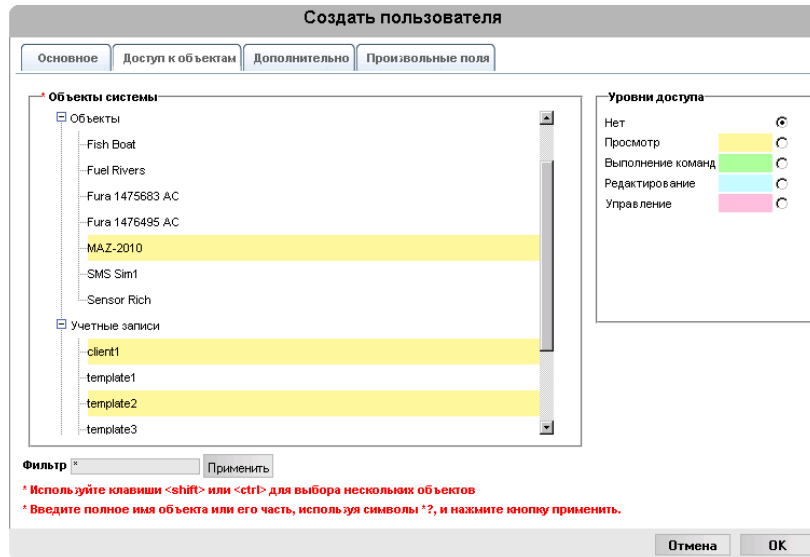 Создать пользователя
Основное Доступ к объектам Дополнительно Произвольные поля
* Объекты системы
Объекты
Fish Boat
Fuel Rivers
Fura 1475683 AC
Fura 1476495 AC
MAZ-2010
SMS Sim1
Sensor Rich
Учетные записи
client1
template1
template2
template3
Уровни доступа
Нет
Просмотр
Выполнение команд
Редактирование
Управление
Фильтр * Применить
* Используйте клавиши <shift> или <ctrl> для выбора нескольких объектов
* Введите полное имя объекта или его часть, используя символы *?, и нажмите кнопку применить.
Отмена OK